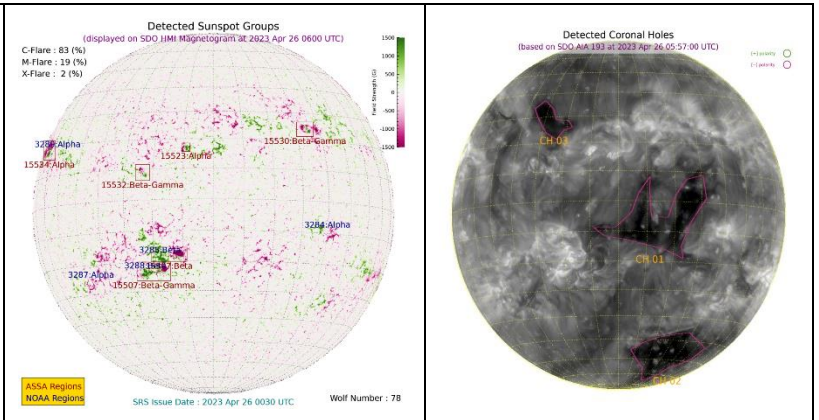 Detected Sunspot Groups
(displayed on SDO HMI Magnetogram at 2023 Apr 26 0600 UTC)
C-Flare : 83 (%)
M-Flare : 19 (%)
X-Flare : 2 (%)
1500
1000
500
0
-500
-1000
-1500
Field Strength (G)
15530:Beta-Gamma
15523:Alpha
15534:Alpha
15532:Beta-Gamma
3284:Alpha
3287:Alpha
15507:Beta-Gamma
ASSA Regions
NOAA Regions
SRS Issue Date : 2023 Apr 26 0030 UTC
Wolf Number : 78
Detected Coronal Holes
(based on SDO AIA 193 at 2023 Apr 26 05:57:00 UTC)
(+) polarity
(-) polarity
CH 03
CH 01
CH 02